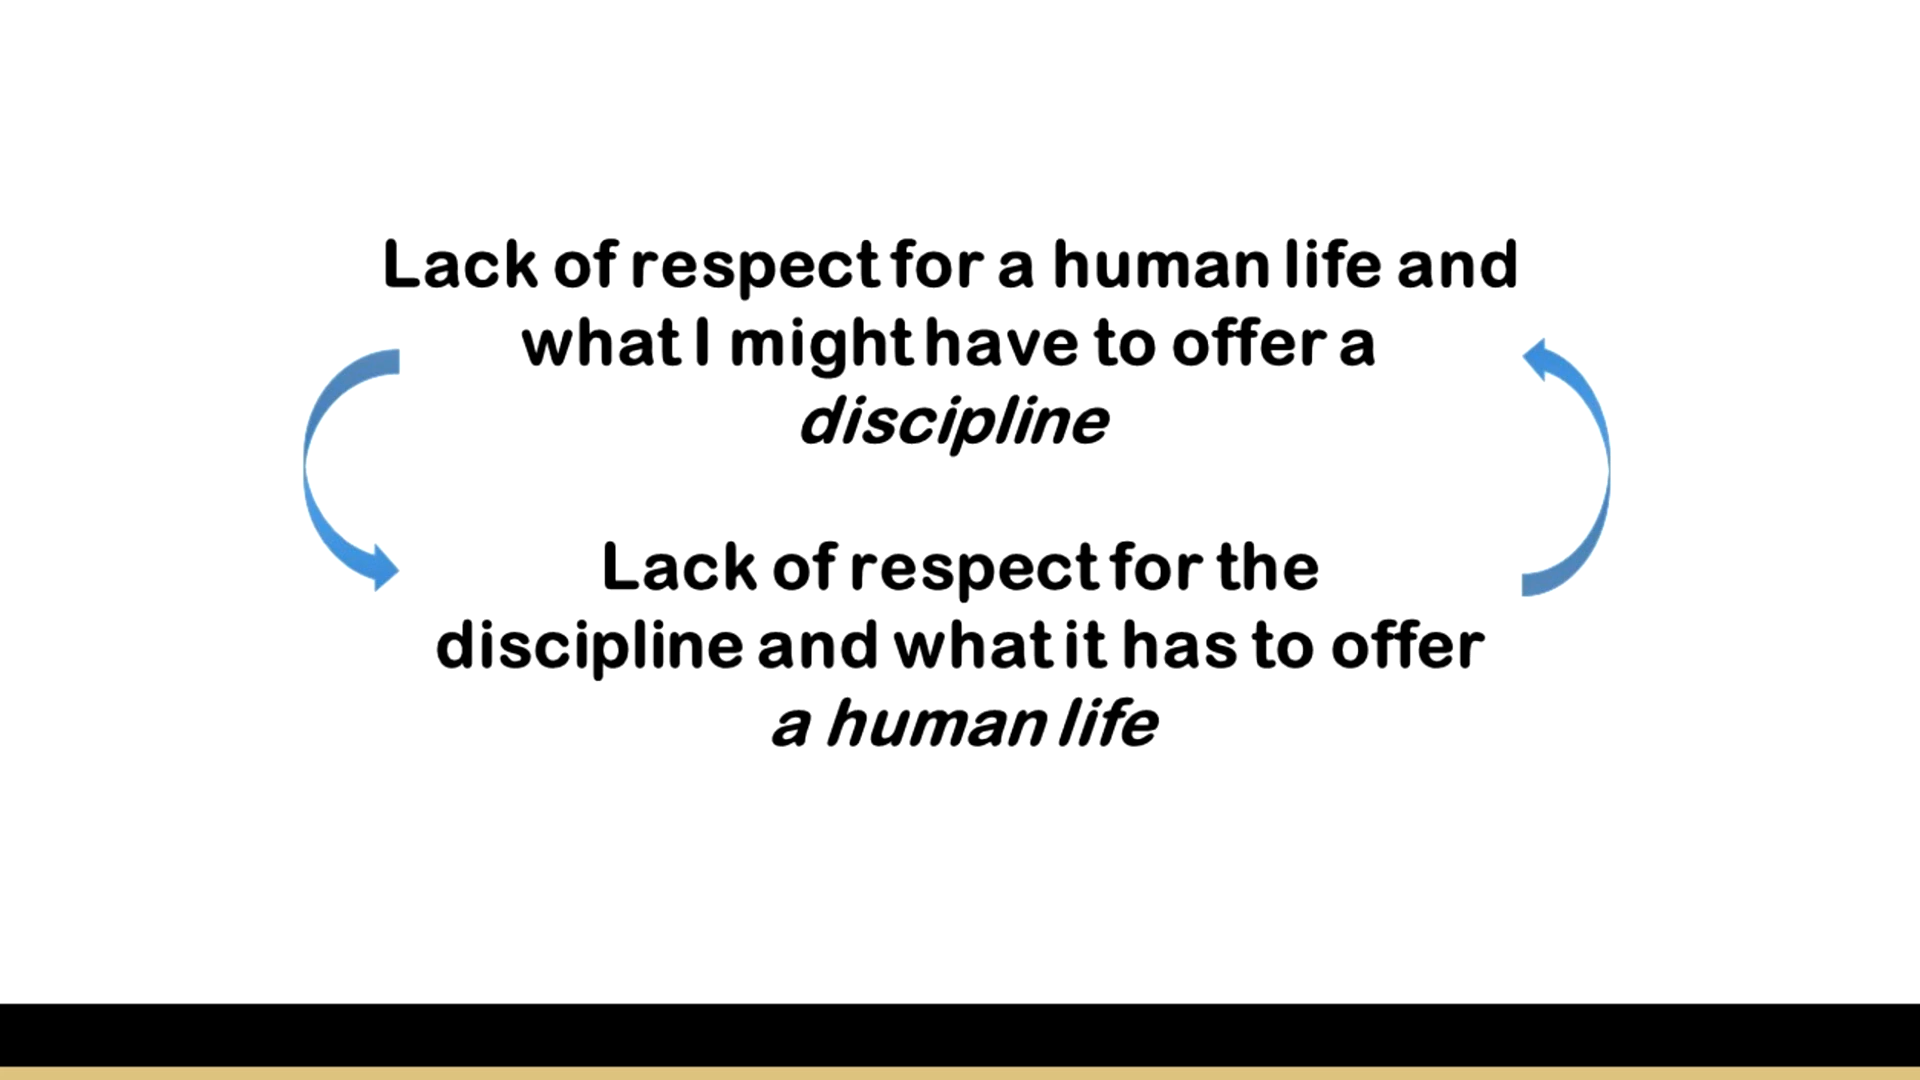 Lack of respect for a human life and
what I might have to offer a
discipline
Lack of respect for the
discipline and what it has to offer
a human life